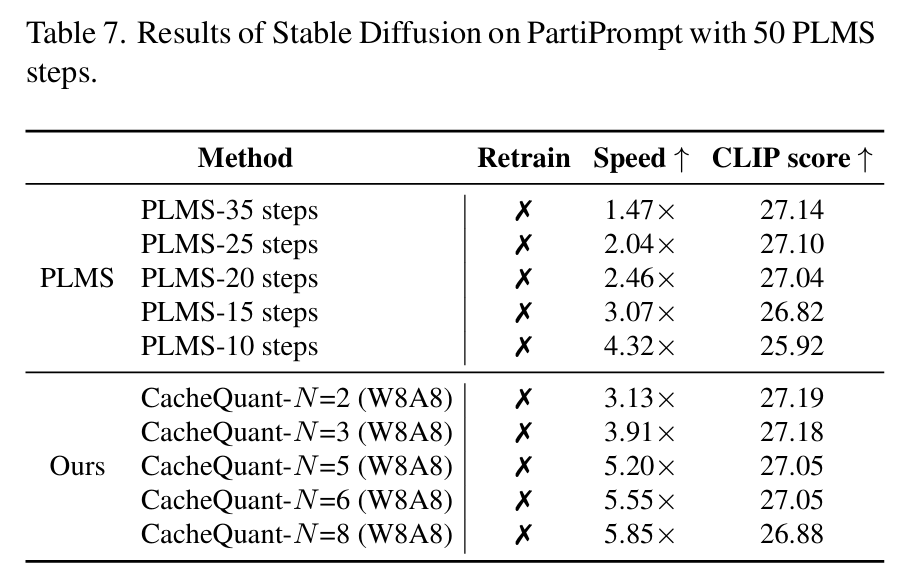 Table 7. Results of Stable Diffusion on PartiPrompt with 50 PLMS
steps.
Method Retrain Speed ↑ CLIP score ↑
PLMS-35 steps ✗ 1.47× 27.14
PLMS-25 steps ✗ 2.04× 27.10
PLMS PLMS-20 steps ✗ 2.46× 27.04
PLMS-15 steps ✗ 3.07× 26.82
PLMS-10 steps ✗ 4.32× 25.92
CacheQuant-N=2 (W8A8) ✗ 3.13× 27.19
CacheQuant-N=3 (W8A8) ✗ 3.91× 27.18
Ours CacheQuant-N=5 (W8A8) ✗ 5.20× 27.05
CacheQuant-N=6 (W8A8) ✗ 5.55× 27.05
CacheQuant-N=8 (W8A8) ✗ 5.85× 26.88